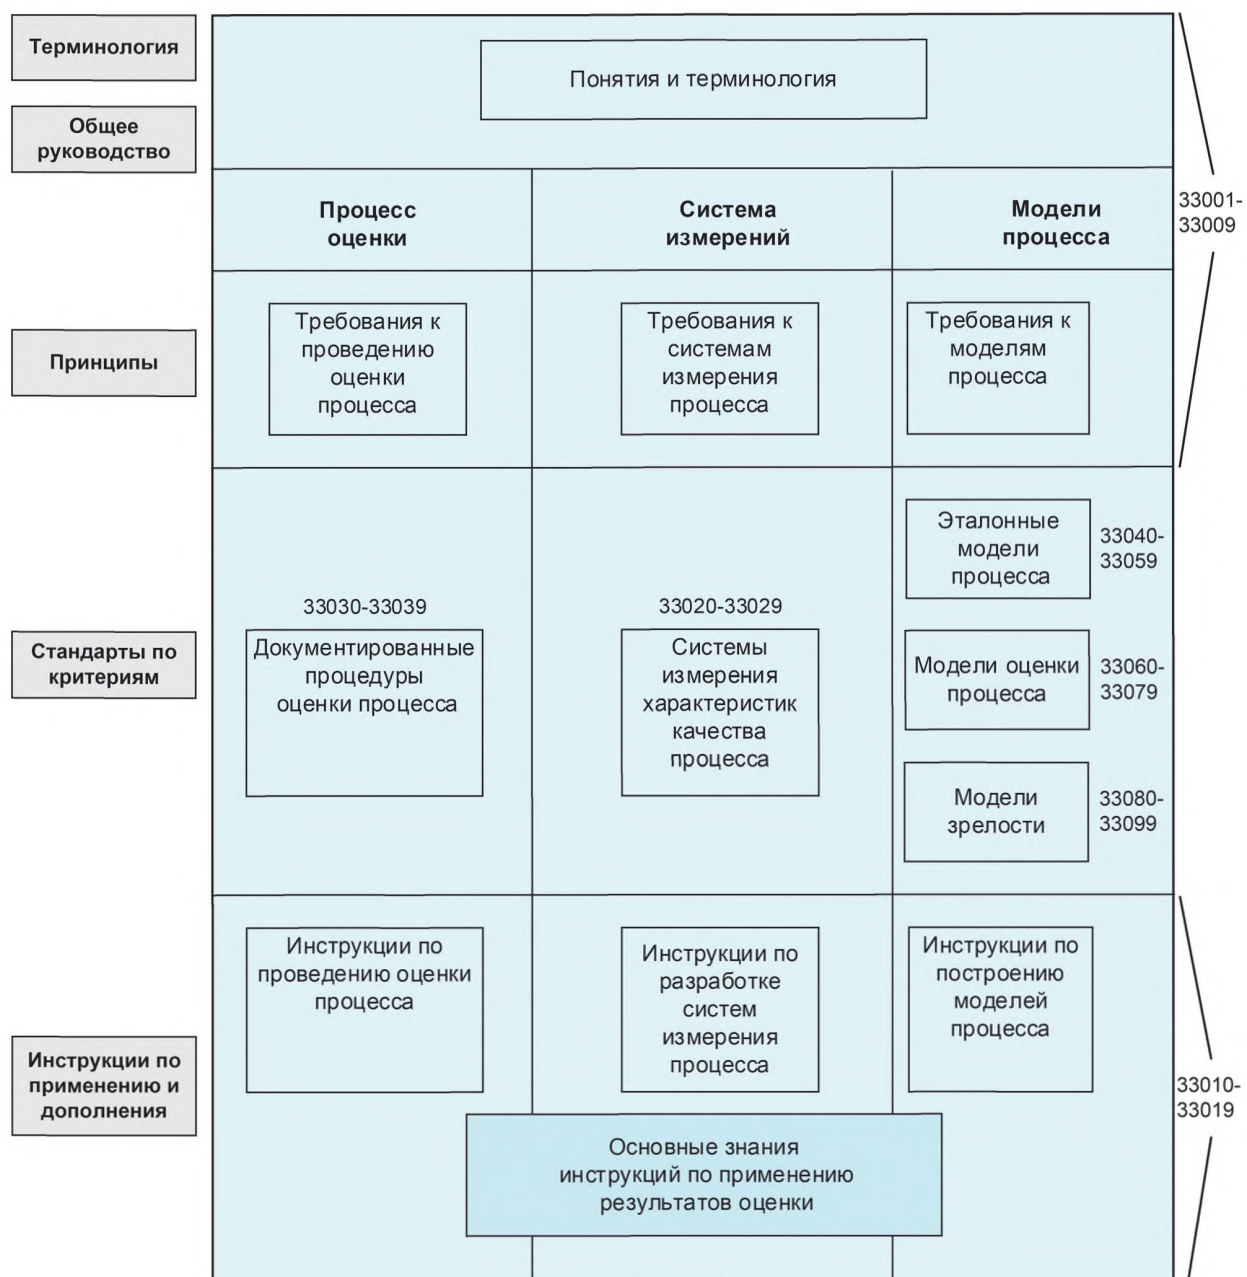 Терминология
Понятия и терминология
Общее
руководство
33001-
33009
Процесс
оценки
Система
измерений
Модели
процесса
Принципы
Требования к
проведению
оценки
процесса
Требования к
системам
измерения
процесса
Требования к
моделям
процесса
Стандарты по
критериям
33030-33039
Документированные
процедуры
оценки процесса
33020-33029
Системы
измерения
характеристик
качества
процесса
Эталонные
модели
процесса
33040-
33059
Модели оценки
процесса
33060-
33079
Модели
зрелости
33080-
33099
Инструкции по
применению и
дополнения
Инструкции по
проведению оценки
процесса
Инструкции по
разработке
систем
измерения
процесса
Инструкции по
построению
моделей
процесса
33010-
33019
Основные знания
инструкций по применению
результатов оценки